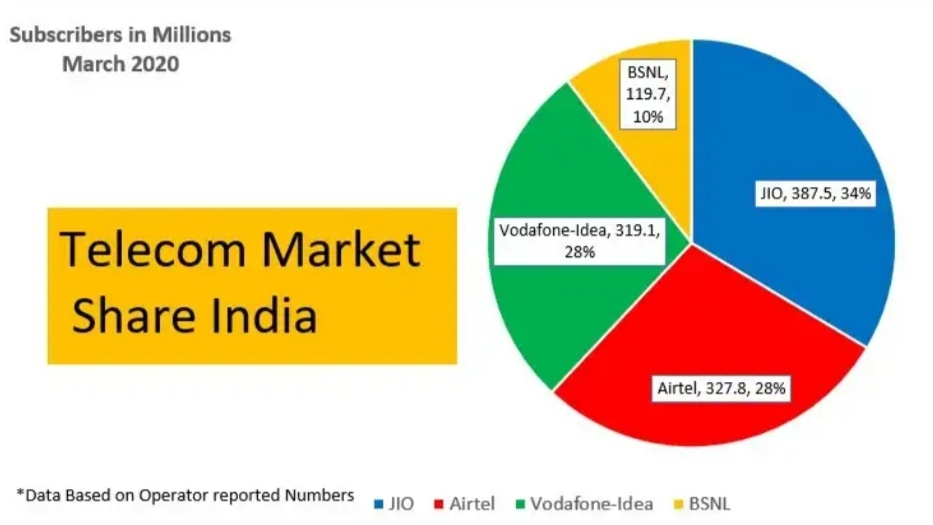 Subscribers in Millions
March 2020
Telecom Market
Share India
BSNL,
119.7,
10%
JIO, 387.5, 34%
Vodafone-Idea, 319.1,
28%
Airtel, 327.8, 28%
*Data Based on Operator reported Numbers
JIO Airtel Vodafone-Idea BSNL